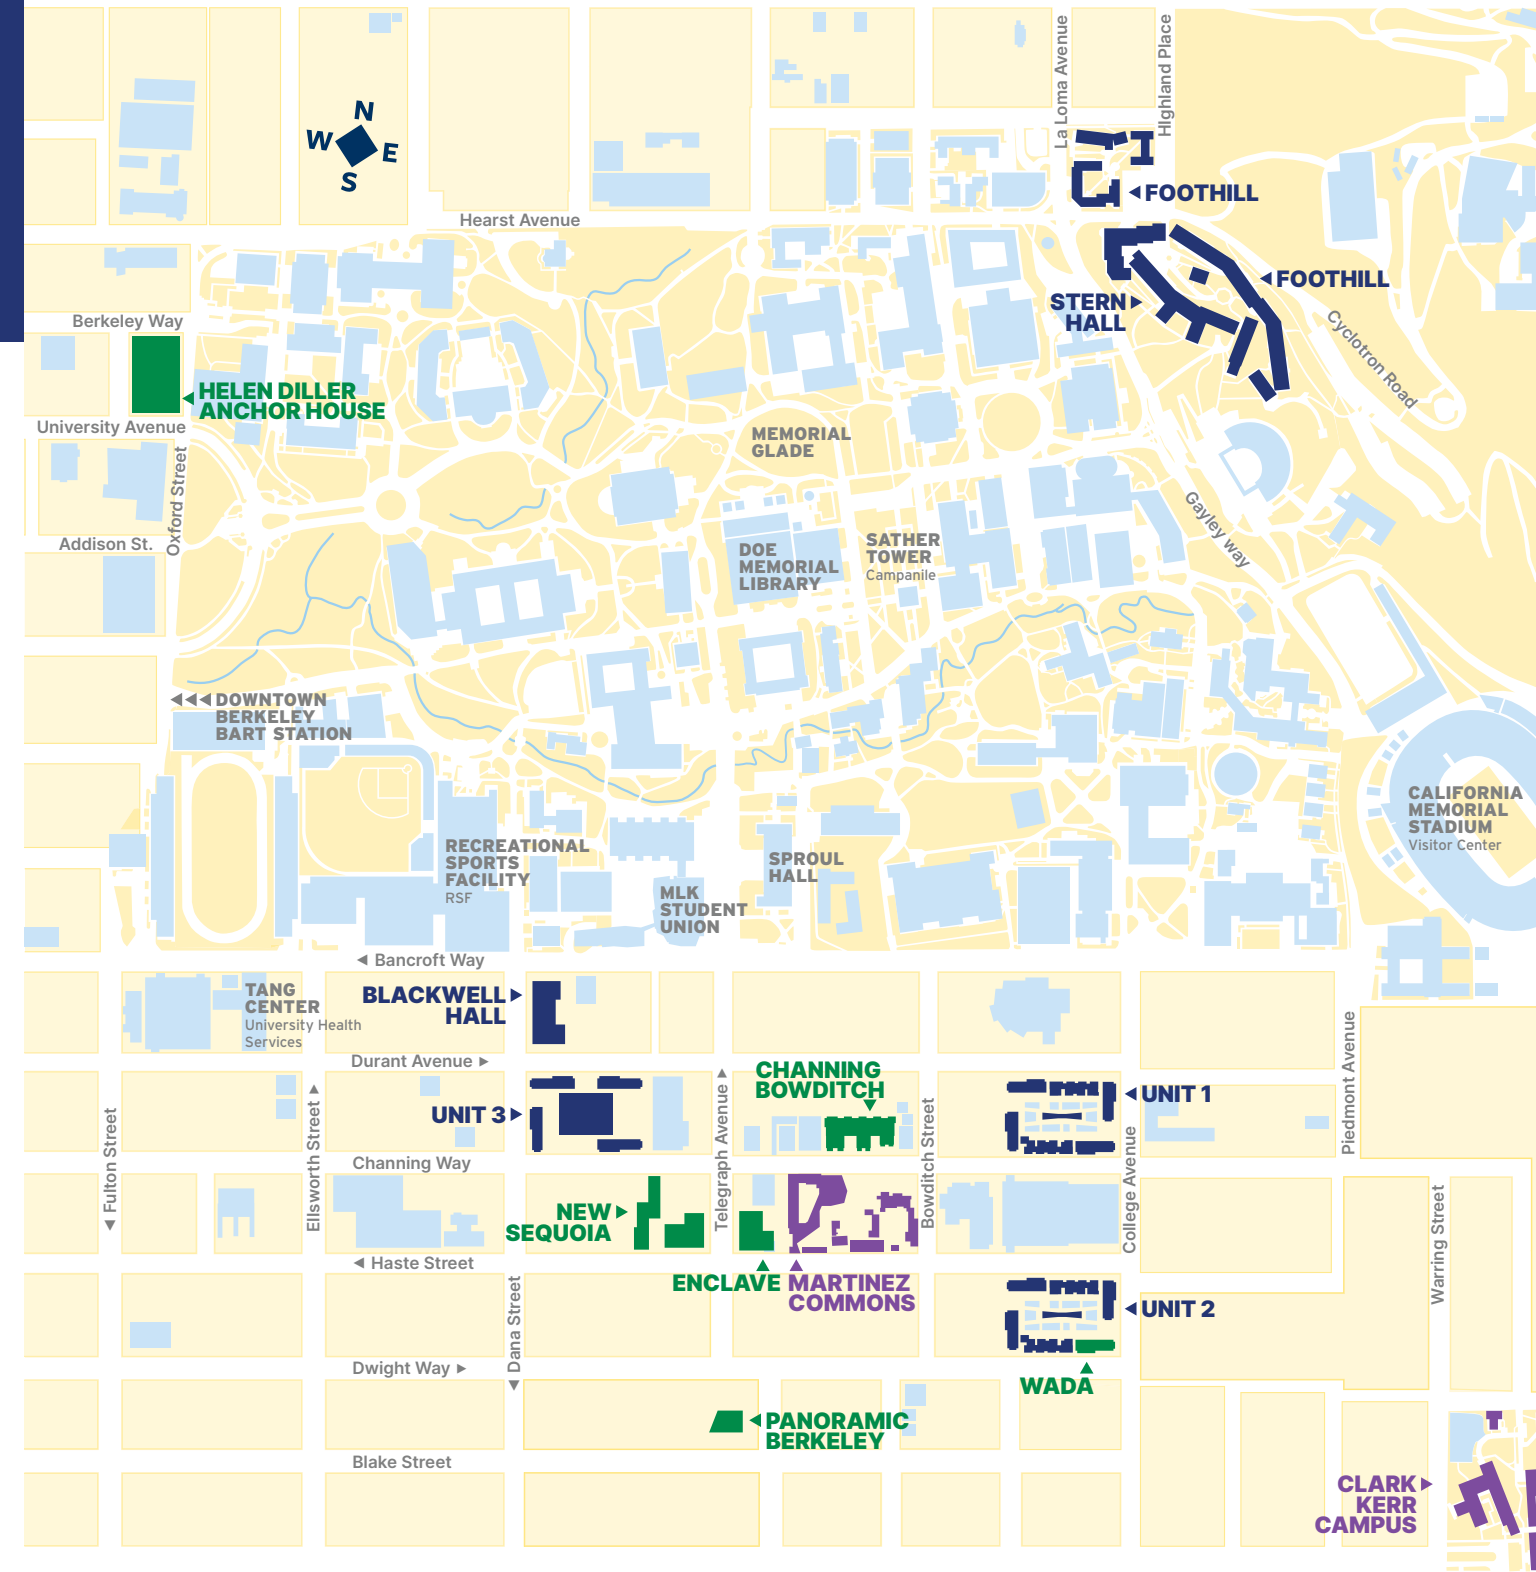 La Loma Avenue
HIghland Place
N
W
E
S
FOOTHILL
Hearst Avenue
FOOTHILL
STERN
HALL
Cyclotron Road
Berkeley Way
HELEN DILLER
ANCHOR HOUSE
University Avenue
MEMORIAL
GLADE
Oxford Street
Gayley Way
Addison St.
SATHER
TOWER
Campanile
DOE
MEMORIAL
LIBRARY
DOWNTOWN
BERKELEY
BART STATION
CALIFORNIA
MEMORIAL
STADIUM
Visitor Center
RECREATIONAL
SPORTS
FACILITY
RSF
SPROUL
HALL
MLK
STUDENT
UNION
Bancroft Way
TANG
CENTER
University Health
Services
BLACKWELL
HALL
Durant Avenue
Piedmont Avenue
CHANNING
BOWDITCH
UNIT 3
UNIT 1
Fulton Street
Ellsworth Street
Telegraph Avenue
Bowditch Street
College Avenue
Channing Way
NEW
SEQUOIA
Warring Street
Haste Street
ENCLAVE
MARTINEZ
COMMONS
UNIT 2
Dana Street
Dwight Way
WADA
PANORAMIC
BERKELEY
Blake Street
CLARK
KERR
CAMPUS